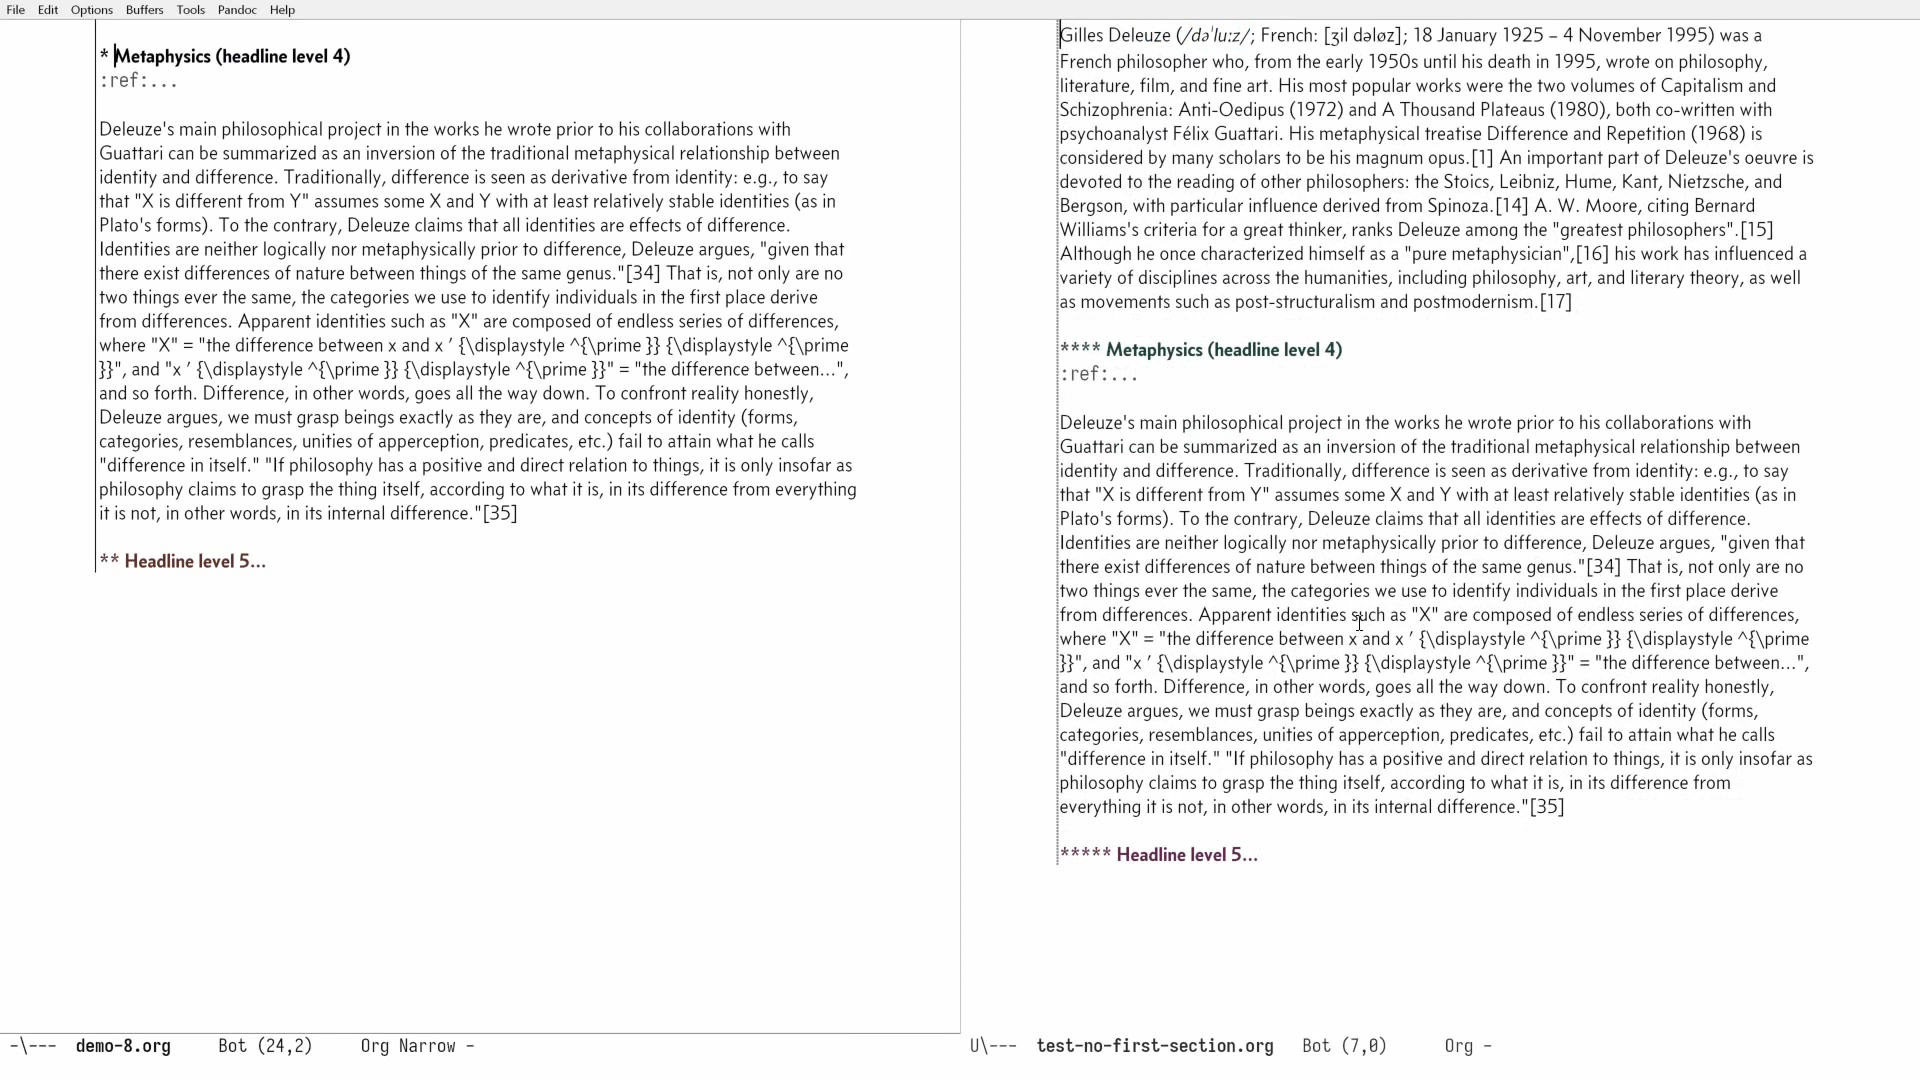 File Edit Options Buffers Tools Pandoc Help
* Metaphysics (headline level 4)
:ref:...
Deleuze's main philosophical project in the works he wrote prior to his collaborations with
Guattari can be summarized as an inversion of the traditional metaphysical relationship between
identity and difference. Traditionally, difference is seen as derivative from identity: e.g., to say
that "X is different from Y" assumes some X and Y with at least relatively stable identities (as in
Plato's forms). To the contrary, Deleuze claims that all identities are effects of difference.
Identities are neither logically nor metaphysically prior to difference, Deleuze argues, "given that
there exist differences of nature between things of the same genus."[34] That is, not only are no
two things ever the same, the categories we use to identify individuals in the first place derive
from differences. Apparent identities such as "X" are composed of endless series of differences,
where "X" = "the difference between x and x ′ {\displaystyle ^{\prime }} {\displaystyle ^{\prime
}}", and "x ′ {\displaystyle ^{\prime }} {\displaystyle ^{\prime }}" = "the difference between...",
and so forth. Difference, in other words, goes all the way down. To confront reality honestly,
Deleuze argues, we must grasp beings exactly as they are, and concepts of identity (forms,
categories, resemblances, unities of apperception, predicates, etc.) fail to attain what he calls
"difference in itself." "If philosophy has a positive and direct relation to things, it is only insofar as
philosophy claims to grasp the thing itself, according to what it is, in its difference from everything
it is not, in other words, in its internal difference."[35]
** Headline level 5...
-\--- demo-8.org Bot (24,2) Org Narrow -
Gilles Deleuze (/dəˈluːz/; French: [ʒil dəløz]; 18 January 1925 – 4 November 1995) was a
French philosopher who, from the early 1950s until his death in 1995, wrote on philosophy,
literature, film, and fine art. His most popular works were the two volumes of Capitalism and
Schizophrenia: Anti-Oedipus (1972) and A Thousand Plateaus (1980), both co-written with
psychoanalyst Félix Guattari. His metaphysical treatise Difference and Repetition (1968) is
considered by many scholars to be his magnum opus.[1] An important part of Deleuze's oeuvre is
devoted to the reading of other philosophers: the Stoics, Leibniz, Hume, Kant, Nietzsche, and
Bergson, with particular influence derived from Spinoza.[14] A. W. Moore, citing Bernard
Williams's criteria for a great thinker, ranks Deleuze among the "greatest philosophers".[15]
Although he once characterized himself as a "pure metaphysician",[16] his work has influenced a
variety of disciplines across the humanities, including philosophy, art, and literary theory, as well
as movements such as post-structuralism and postmodernism.[17]
**** Metaphysics (headline level 4)
:ref:...
Deleuze's main philosophical project in the works he wrote prior to his collaborations with
Guattari can be summarized as an inversion of the traditional metaphysical relationship between
identity and difference. Traditionally, difference is seen as derivative from identity: e.g., to say
that "X is different from Y" assumes some X and Y with at least relatively stable identities (as in
Plato's forms). To the contrary, Deleuze claims that all identities are effects of difference.
Identities are neither logically nor metaphysically prior to difference, Deleuze argues, "given that
there exist differences of nature between things of the same genus."[34] That is, not only are no
two things ever the same, the categories we use to identify individuals in the first place derive
from differences. Apparent identities such as "X" are composed of endless series of differences,
where "X" = "the difference between x and x ′ {\displaystyle ^{\prime }} {\displaystyle ^{\prime
}}", and "x ′ {\displaystyle ^{\prime }} {\displaystyle ^{\prime }}" = "the difference between...",
and so forth. Difference, in other words, goes all the way down. To confront reality honestly,
Deleuze argues, we must grasp beings exactly as they are, and concepts of identity (forms,
categories, resemblances, unities of apperception, predicates, etc.) fail to attain what he calls
"difference in itself." "If philosophy has a positive and direct relation to things, it is only insofar as
philosophy claims to grasp the thing itself, according to what it is, in its difference from
everything it is not, in other words, in its internal difference."[35]
***** Headline level 5...
U\--- test-no-first-section.org Bot (7,0) Org -